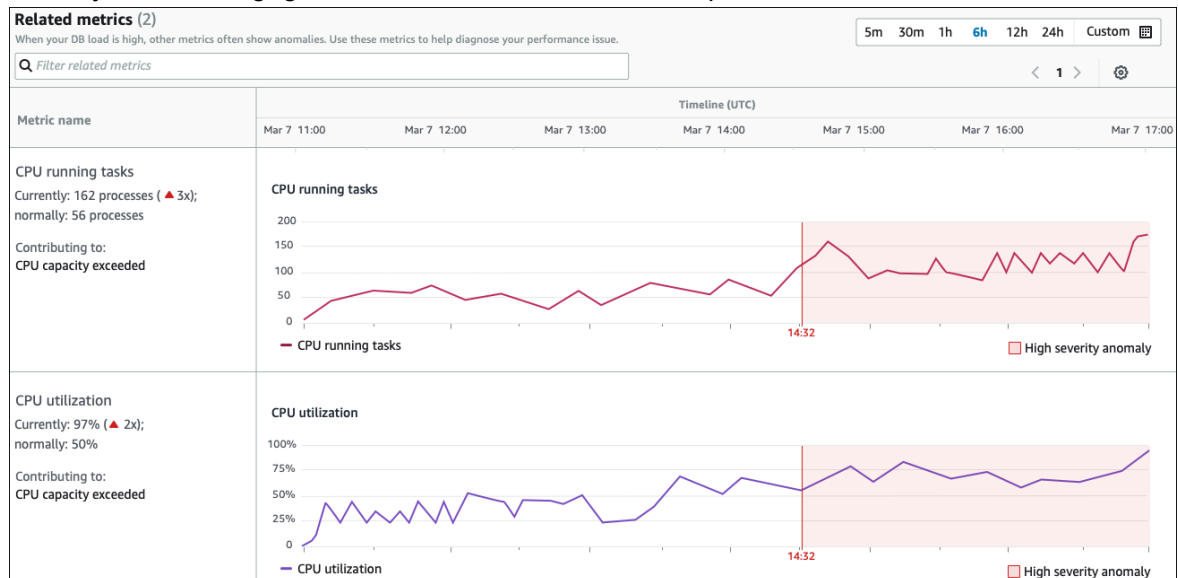 Related metrics (2)
When your DB load is high, other metrics often show anomalies. Use these metrics to help diagnose your performance issue.
5m 30m 1h 6h 12h 24h Custom
Filter related metrics
1
Metric name
Timeline (UTC)
Mar 7 11:00 Mar 7 12:00 Mar 7 13:00 Mar 7 14:00 Mar 7 15:00 Mar 7 16:00 Mar 7 17:00
CPU running tasks
Currently: 162 processes ( ▲ 3x);
normally: 56 processes
Contributing to:
CPU capacity exceeded
CPU running tasks
200
150
100
50
0
14:32
CPU running tasks
High severity anomaly
CPU utilization
Currently: 97% (▲ 2x);
normally: 50%
Contributing to:
CPU capacity exceeded
CPU utilization
100%
75%
50%
25%
0
14:32
CPU utilization
High severity anomaly